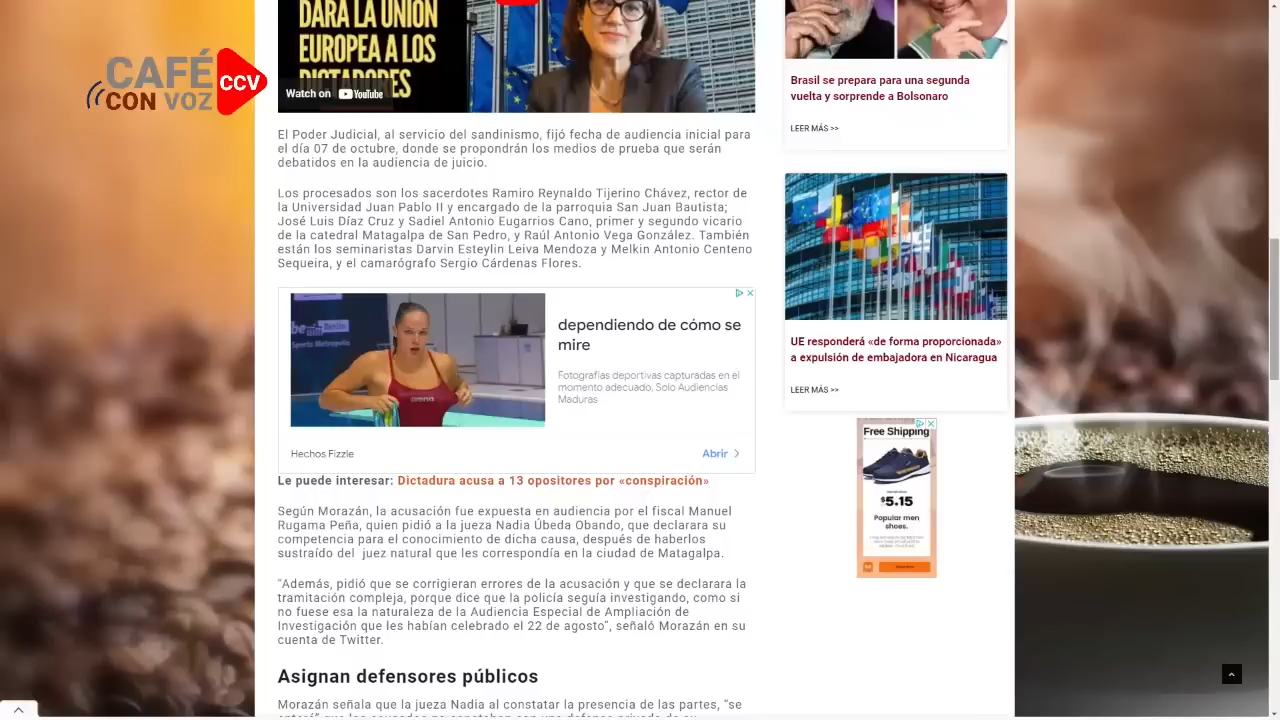 DARÁ LA UNIÓN
EUROPEA A LOS
DICTADORES
Watch on YouTube
CAFÉ
CON VOZ
CCV
El Poder Judicial, al servicio del sandinismo, fijó fecha de audiencia inicial para
el día 07 de octubre, donde se propondrán los medios de prueba que serán
debatidos en la audiencia de juicio.
Los procesados son los sacerdotes Ramiro Reynaldo Tijerino Chávez, rector de
la Universidad Juan Pablo II y encargado de la parroquia San Juan Bautista;
José Luis Díaz Cruz y Sadiel Antonio Eugarrios Cano, primer y segundo vicario
de la catedral Matagalpa de San Pedro, y Raúl Antonio Vega González. También
están los seminaristas Darvin Esteylin Leiva Mendoza y Melkin Antonio Centeno
Sequeira, y el camarógrafo Sergio Cárdenas Flores.
Sports Metropolis
arena
dependiendo de cómo se
mire
Fotografías deportivas capturadas en el
momento adecuado, Solo Audiencias
Maduras
Hechos Fizzle
Abrir
Le puede interesar: Dictadura acusa a 13 opositores por «conspiración»
Según Morazán, la acusación fue expuesta en audiencia por el fiscal Manuel
Rugama Peña, quien pidió a la jueza Nadia Úbeda Obando, que declarara su
competencia para el conocimiento de dicha causa, después de haberlos
sustraído del juez natural que les correspondía en la ciudad de Matagalpa.
"Además, pidió que se corrigieran errores de la acusación y que se declarara la
tramitación compleja, porque dice que la policía seguía investigando, como si
no fuese esa la naturaleza de la Audiencia Especial de Ampliación de
Investigación que les habían celebrado el 22 de agosto", señaló Morazán en su
cuenta de Twitter.
Asignan defensores públicos
Morazán señala que la jueza Nadia al constatar la presencia de las partes, "se
Brasil se prepara para una segunda
vuelta y sorprende a Bolsonaro
LEER MÁS >>
UE responderá «de forma proporcionada»
a expulsión de embajadora en Nicaragua
LEER MÁS >>
Free Shipping
$5.15
Popular men
shoes.